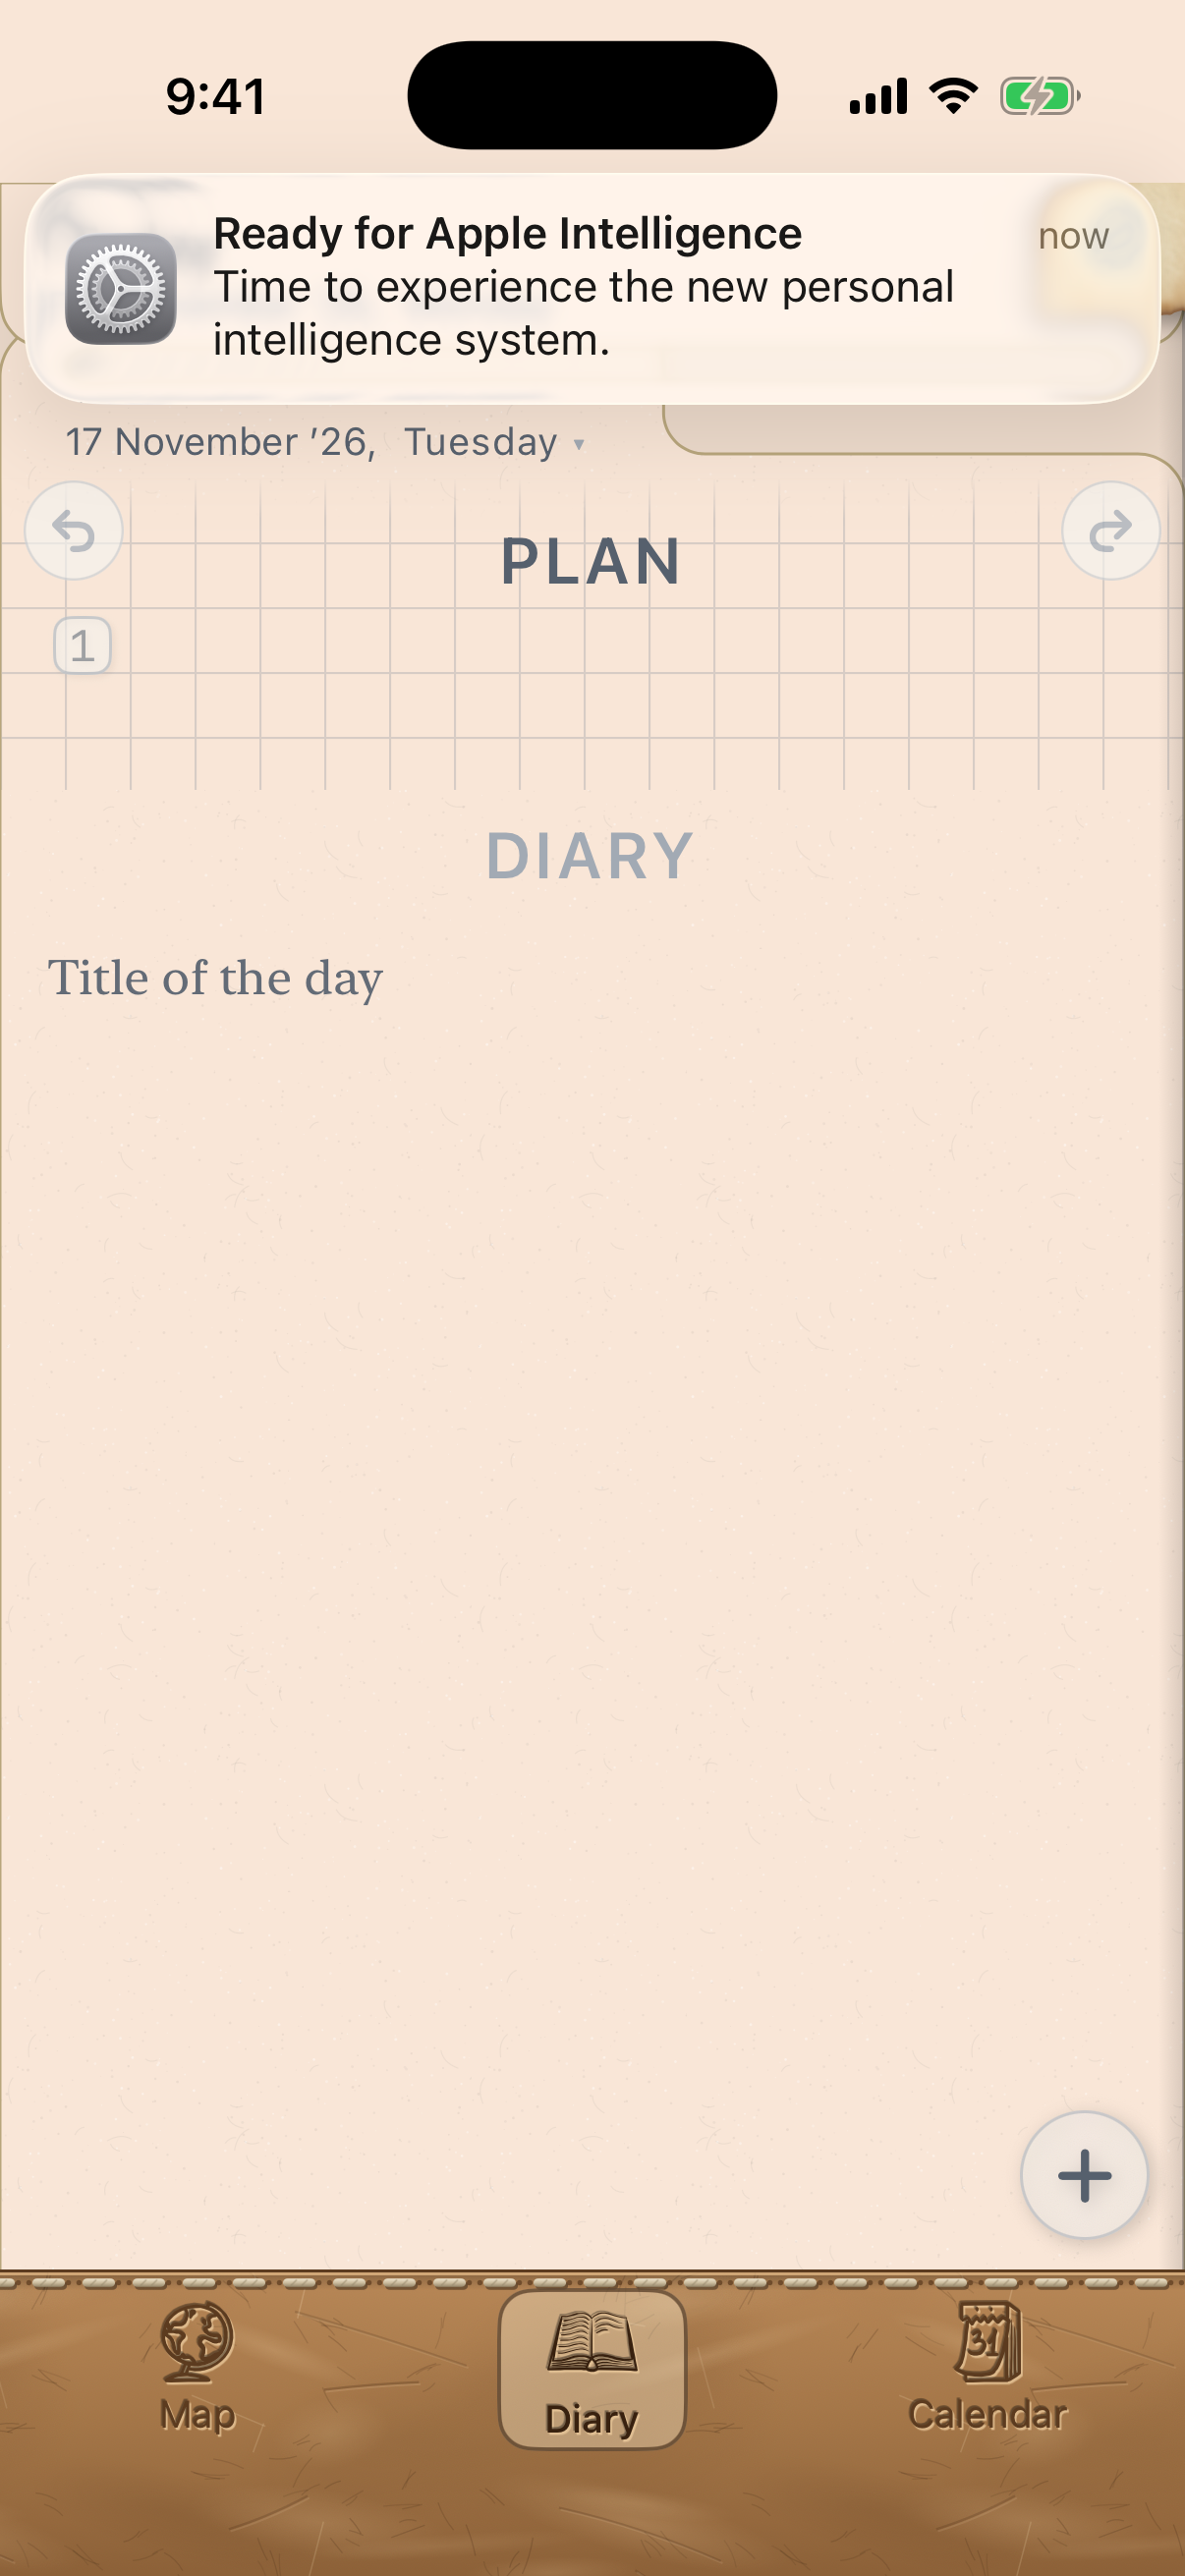 9:41
Ready for Apple Intelligence
now
Time to experience the new personal
intelligence system.
17 November ’26, Tuesday
PLAN
1
DIARY
Title of the day
31
Map
Diary
Calendar